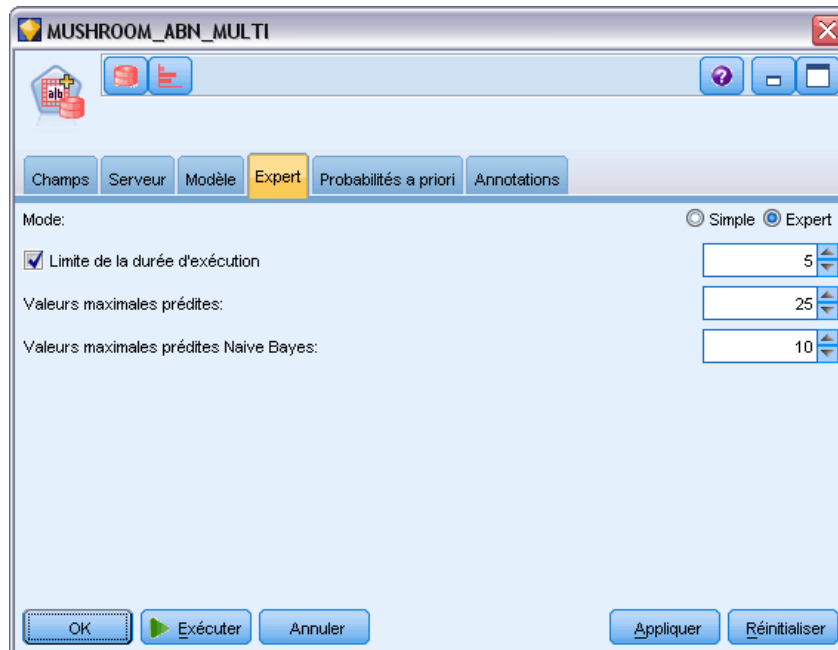 MUSHROOM_ABN_MULTI
a|b
?
Champs Serveur Modèle Expert Probabilités a priori Annotations
Mode: Simple Expert
Limite de la durée d'exécution 5
Valeurs maximales prédites: 25
Valeurs maximales prédites Naive Bayes: 10
OK Exécuter Annuler Appliquer Réinitialiser